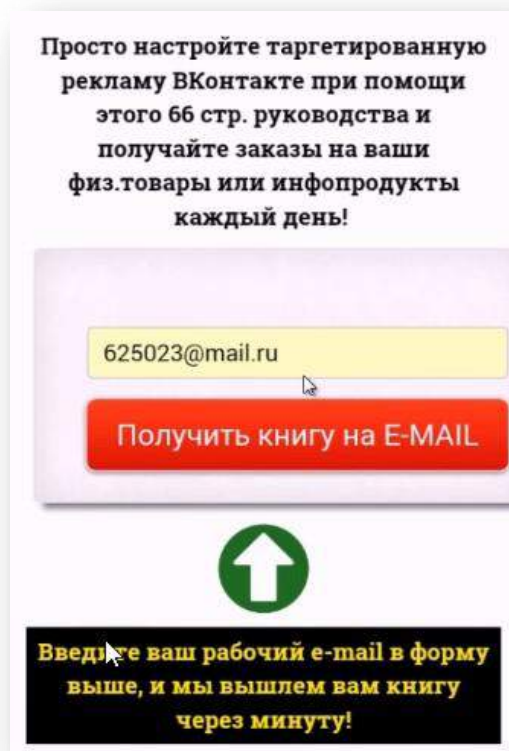 Просто настройте таргетированную
рекламу ВКонтакте при помощи
этого 66 стр. руководства и
получайте заказы на ваши
физ.товары или инфопродукты
каждый день!
625023@mail.ru
Получить книгу на E-MAIL
Введите ваш рабочий e-mail в форму
выше, и мы вышлем вам книгу
через минуту!